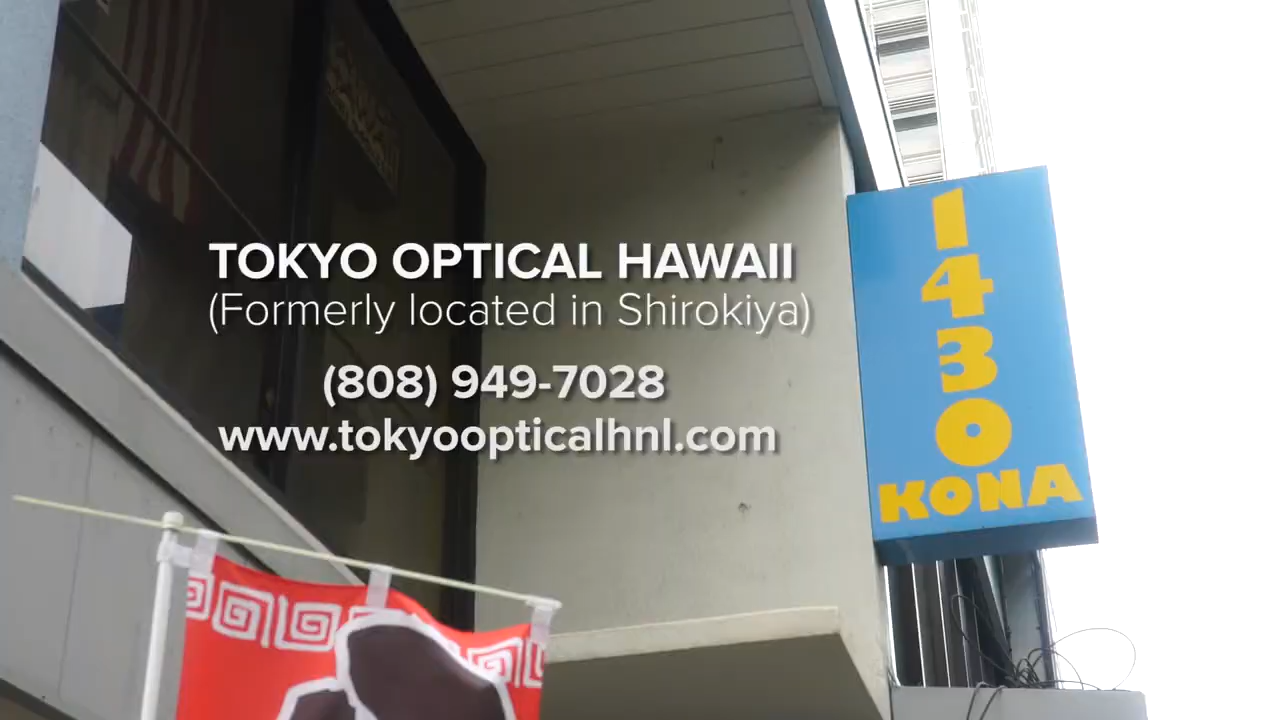 TOKYO OPTICAL HAWAII
(Formerly located in Shirokiya)
(808) 949-7028
www.tokyoopticalhnl.com
1430
KONA